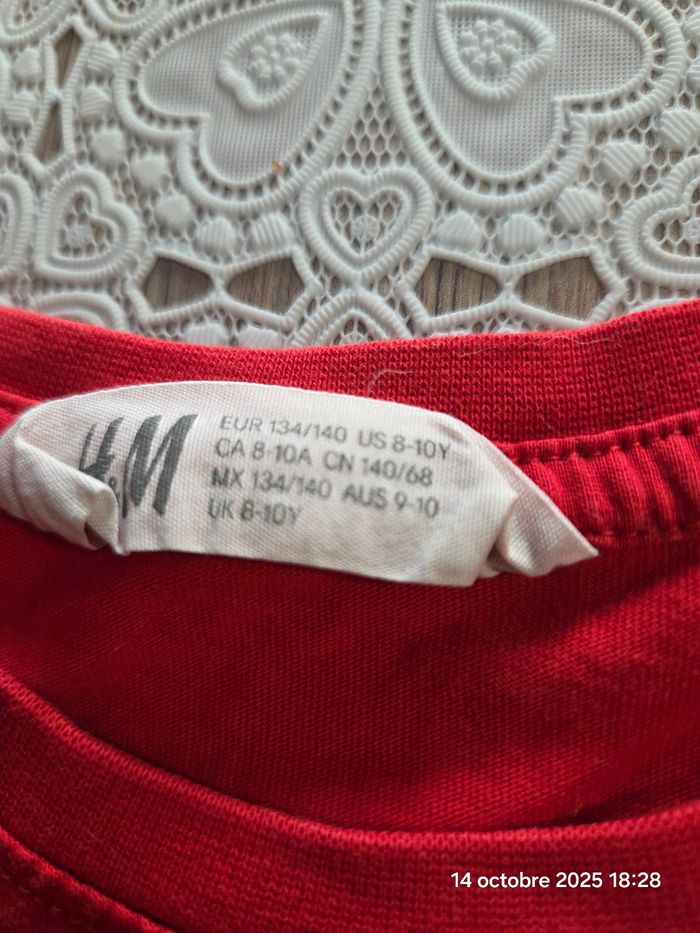 H&M
EUR 134/140 US 8-10Y
CA 8-10A CN 140/68
MX 134/140 AUS 9-10
UK 8-10Y
14 octobre 2025 18:28